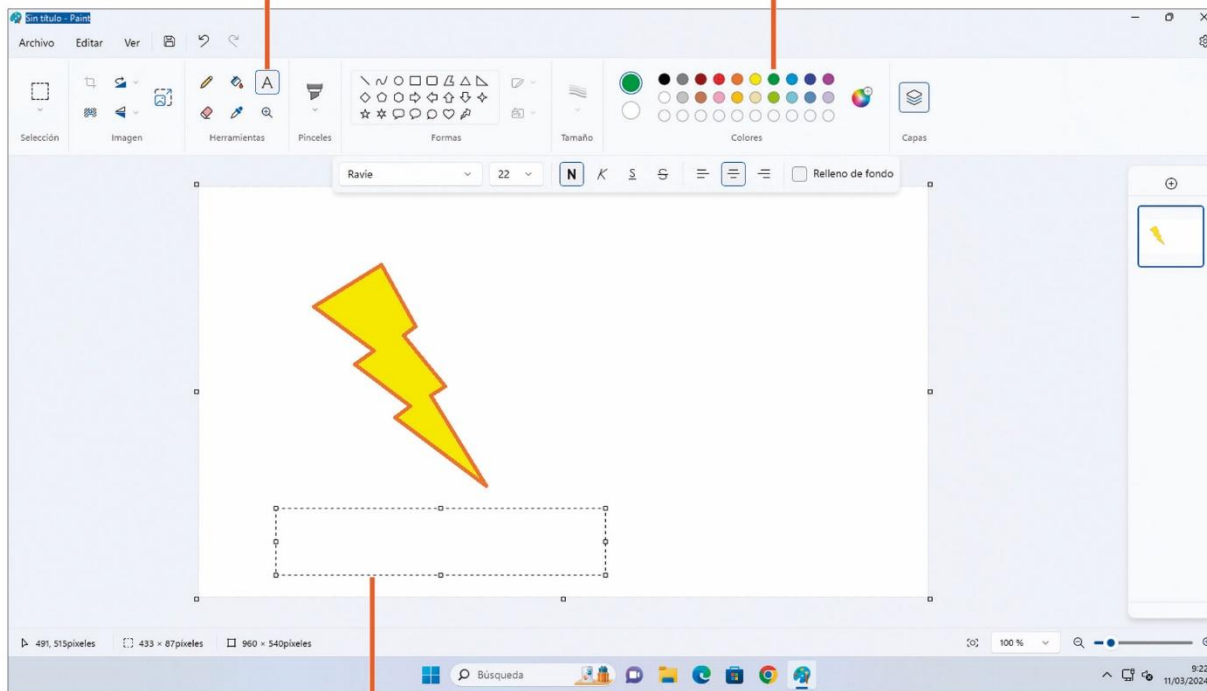 Sin título - Paint
Archivo Editar Ver
A
Selección Imagen Herramientas Pinceles Formas Tamaño Colores Capas
Ravie 22 N K S S Relleno de fondo
491, 515píxeles 433 × 87píxeles 960 × 540píxeles 100 %
Búsqueda
9:22
11/03/2024